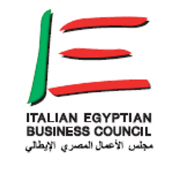 ITALIAN EGYPTIAN
BUSINESS COUNCIL
مجلس الأعمال المصري الإيطالي